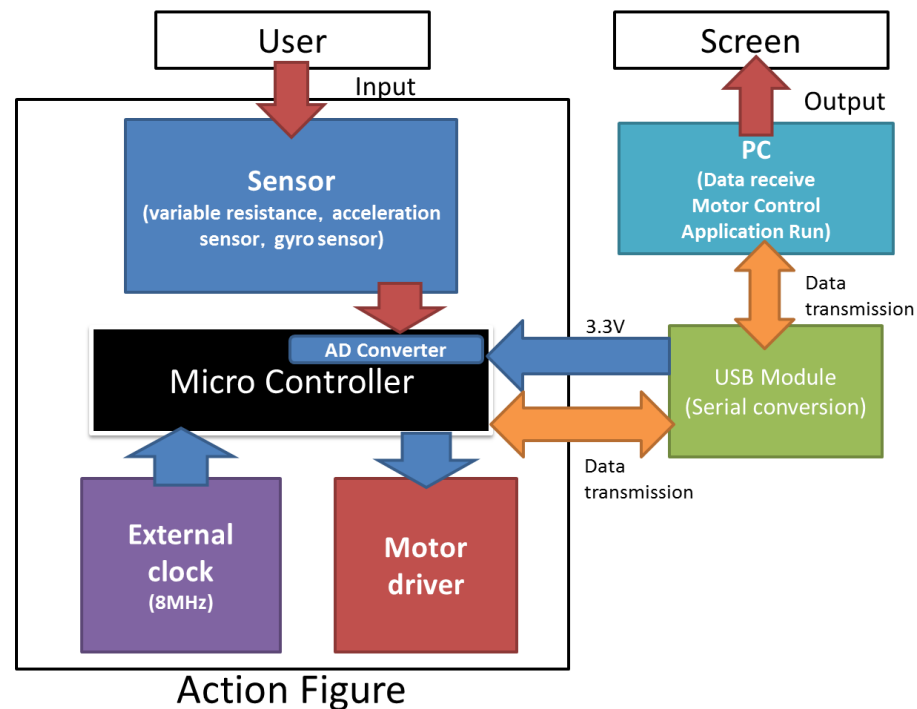 User
Input
Sensor
(variable resistance, acceleration
sensor, gyro sensor)
AD Converter
Micro Controller
External
clock
(8MHz)
Motor
driver
Action Figure
Screen
Output
PC
(Data receive
Motor Control
Application Run)
Data
transmission
3.3V
USB Module
(Serial conversion)
Data
transmission